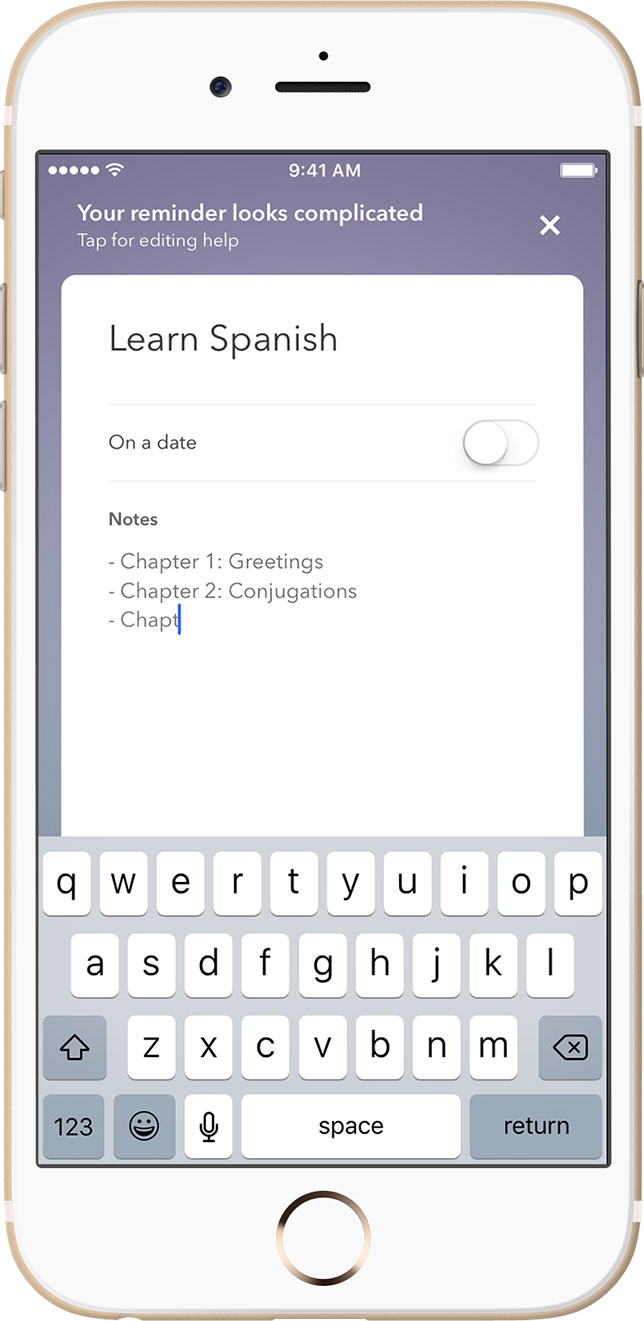 9:41 AM
Your reminder looks complicated
Tap for editing help
Learn Spanish
On a date
Notes
- Chapter 1: Greetings
- Chapter 2: Conjugations
- Chapt
q w e r t y u i o p
a s d f g h j k l
z x c v b n m
123 space return